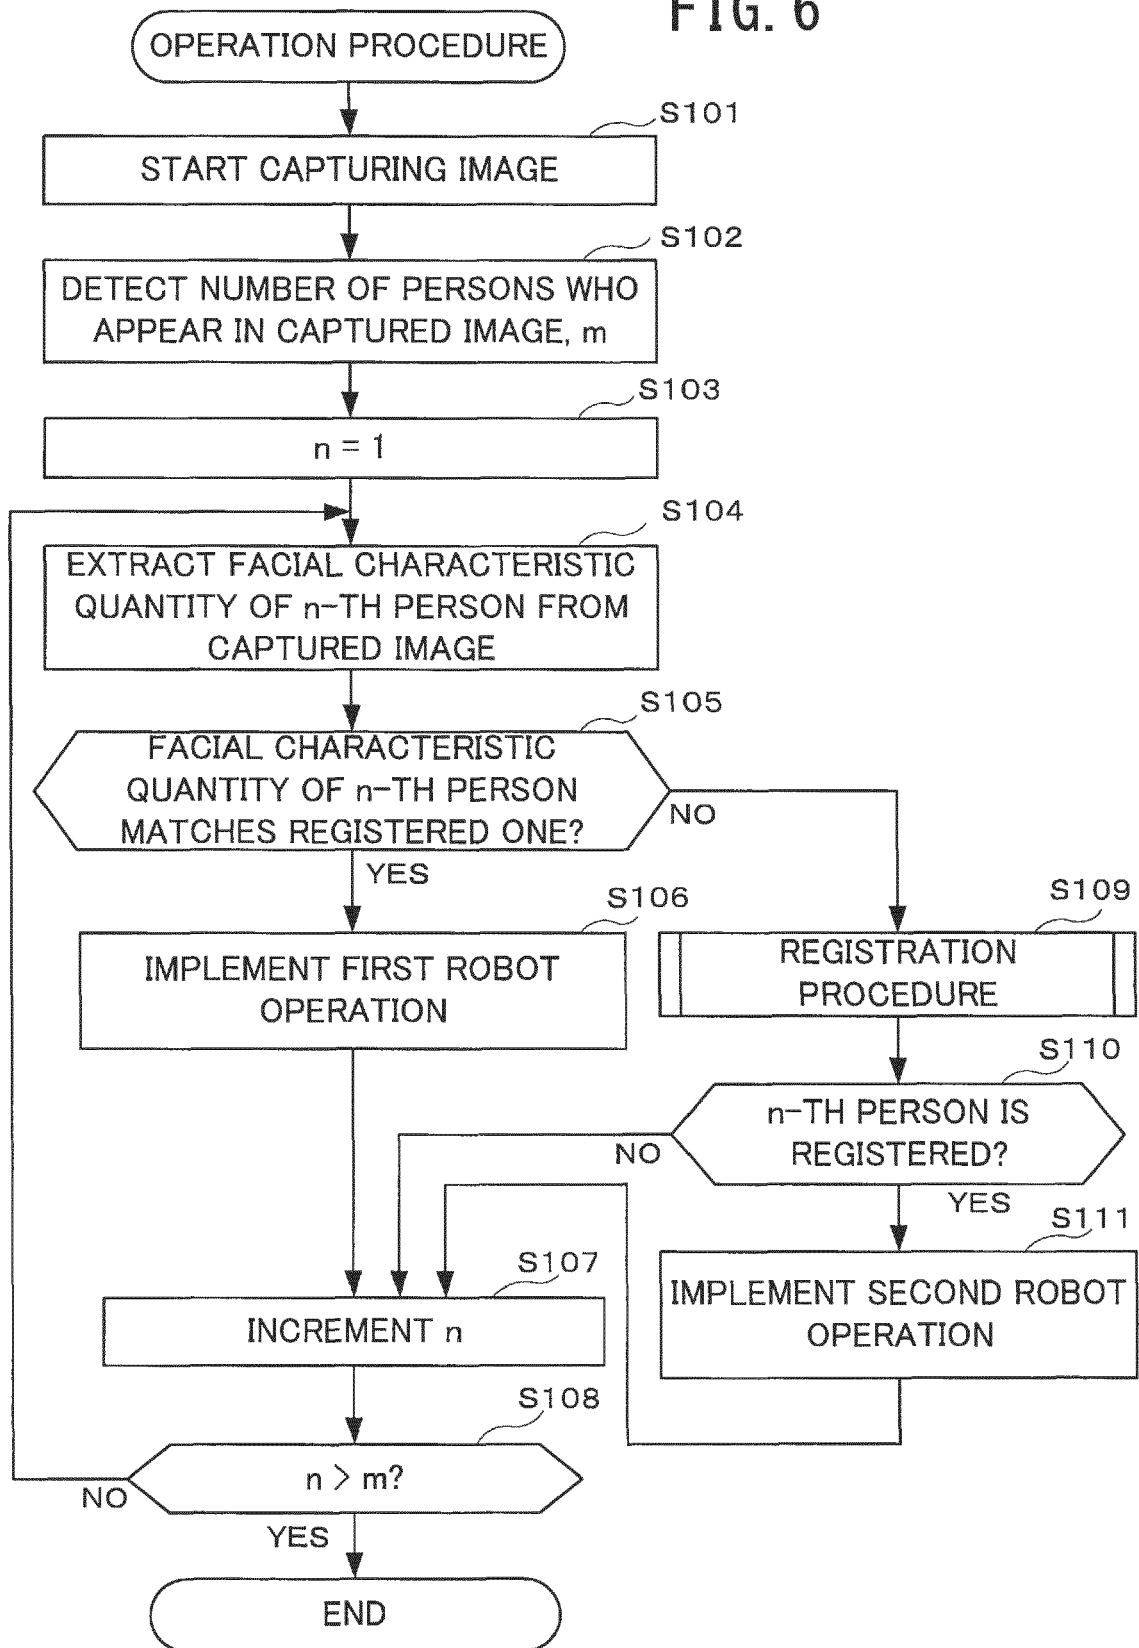 FIG. 6
OPERATION PROCEDURE
S101
START CAPTURING IMAGE
S102
DETECT NUMBER OF PERSONS WHO
APPEAR IN CAPTURED IMAGE, m
S103
n = 1
S104
EXTRACT FACIAL CHARACTERISTIC
QUANTITY OF n-TH PERSON FROM
CAPTURED IMAGE
S105
FACIAL CHARACTERISTIC
QUANTITY OF n-TH PERSON
MATCHES REGISTERED ONE?
NO
YES
S106
IMPLEMENT FIRST ROBOT
OPERATION
S109
REGISTRATION
PROCEDURE
S110
n-TH PERSON IS
REGISTERED?
NO
YES
S111
IMPLEMENT SECOND ROBOT
OPERATION
S107
INCREMENT n
S108
n > m?
NO
YES
END